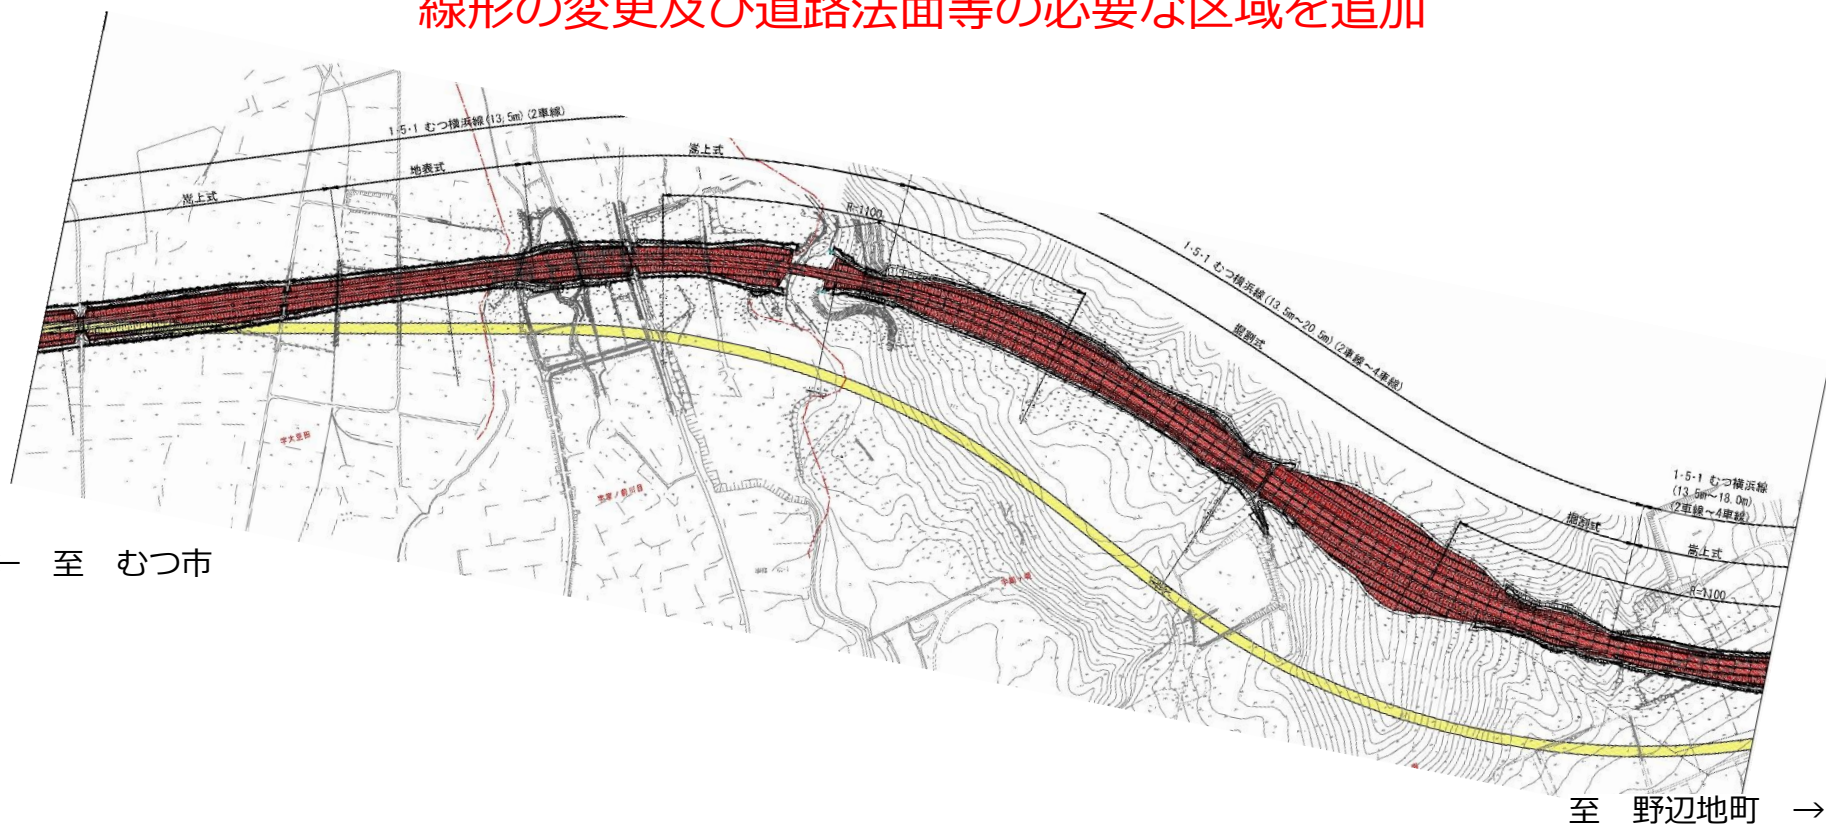 線形の変更及び道路法面等の必要な区域を追加
1・5・1 むつ横浜線(13.5m)(2車線)
嵩上式
地表式
嵩上式
R=1100
1・5・1 むつ横浜線(13.5m～20.5m)(2車線～4車線)
掘割式
1・5・1 むつ横浜線
(13.5m～18.0m)
(2車線～4車線)
掘割式
嵩上式
R=1100
― 至 むつ市
至 野辺地町 →